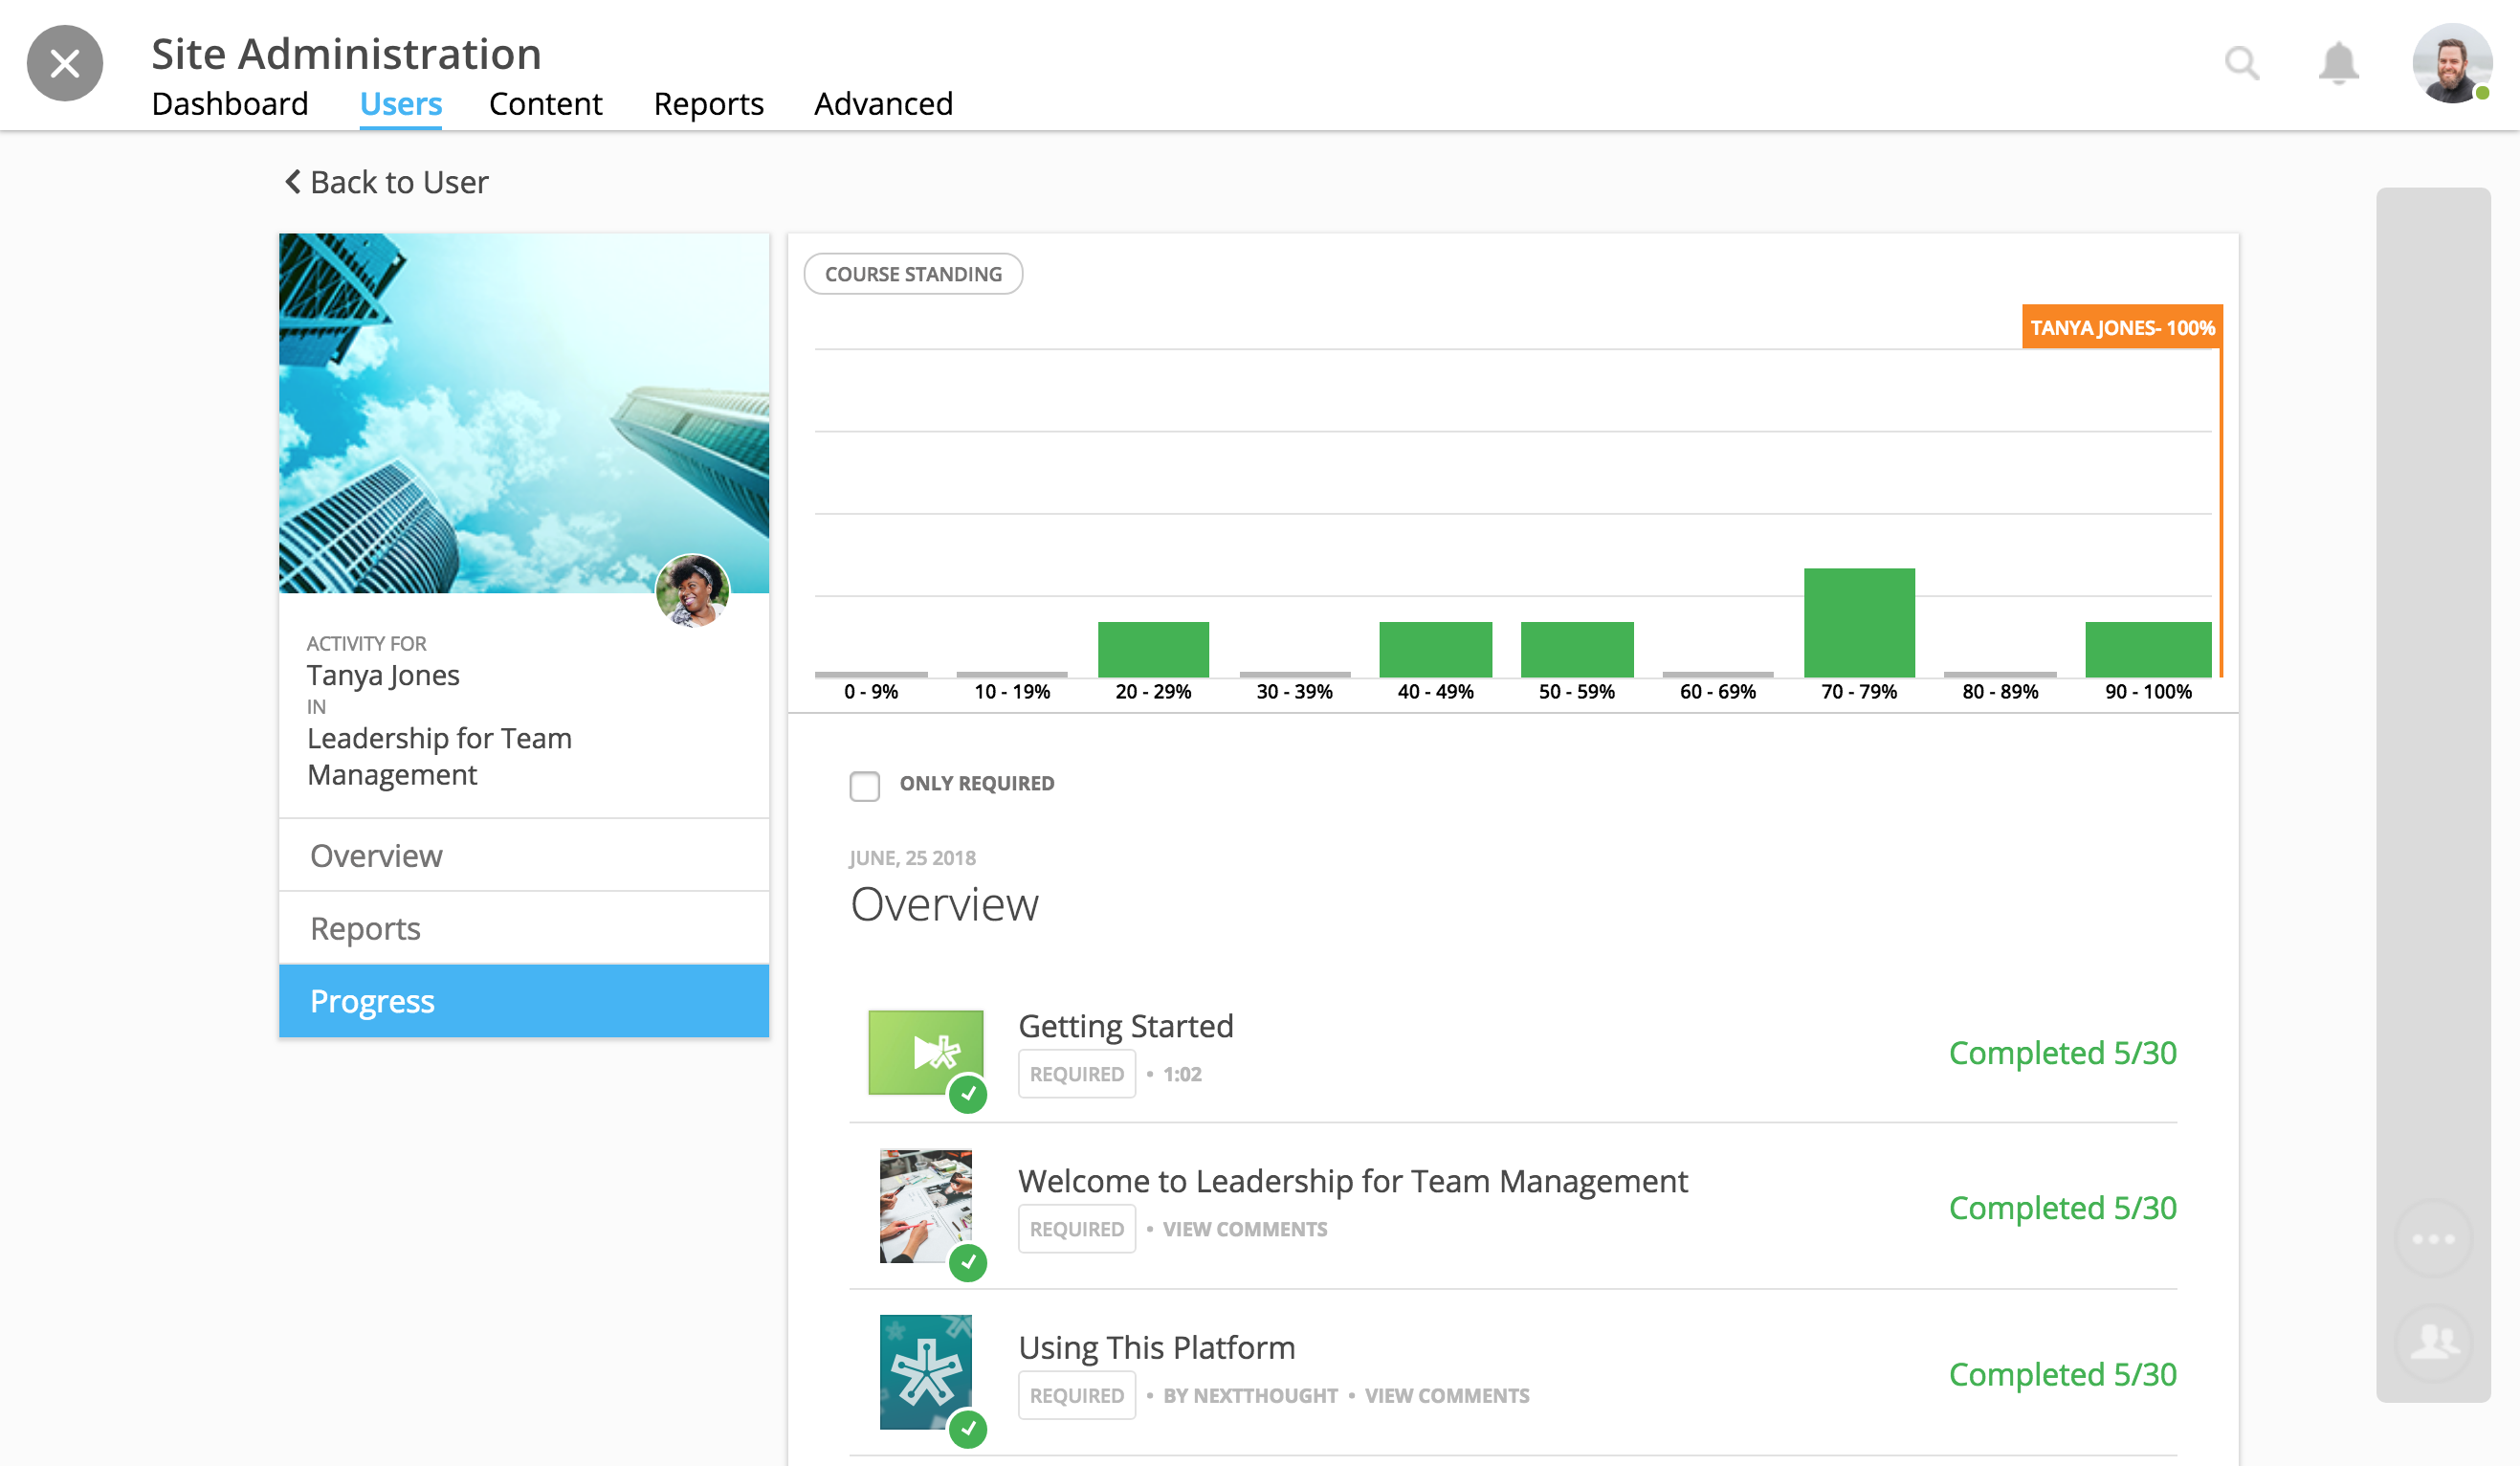 Site Administration
Dashboard Users Content Reports Advanced
Back to User
COURSE STANDING
TANYA JONES- 100%
0 - 9% 10 - 19% 20 - 29% 30 - 39% 40 - 49% 50 - 59% 60 - 69% 70 - 79% 80 - 89% 90 - 100%
ACTIVITY FOR
Tanya Jones
IN
Leadership for Team
Management
Overview
Reports
Progress
ONLY REQUIRED
JUNE, 25 2018
Overview
Getting Started
REQUIRED • 1:02
Completed 5/30
Welcome to Leadership for Team Management
REQUIRED • VIEW COMMENTS
Completed 5/30
Using This Platform
REQUIRED • BY NEXTTHOUGHT • VIEW COMMENTS
Completed 5/30